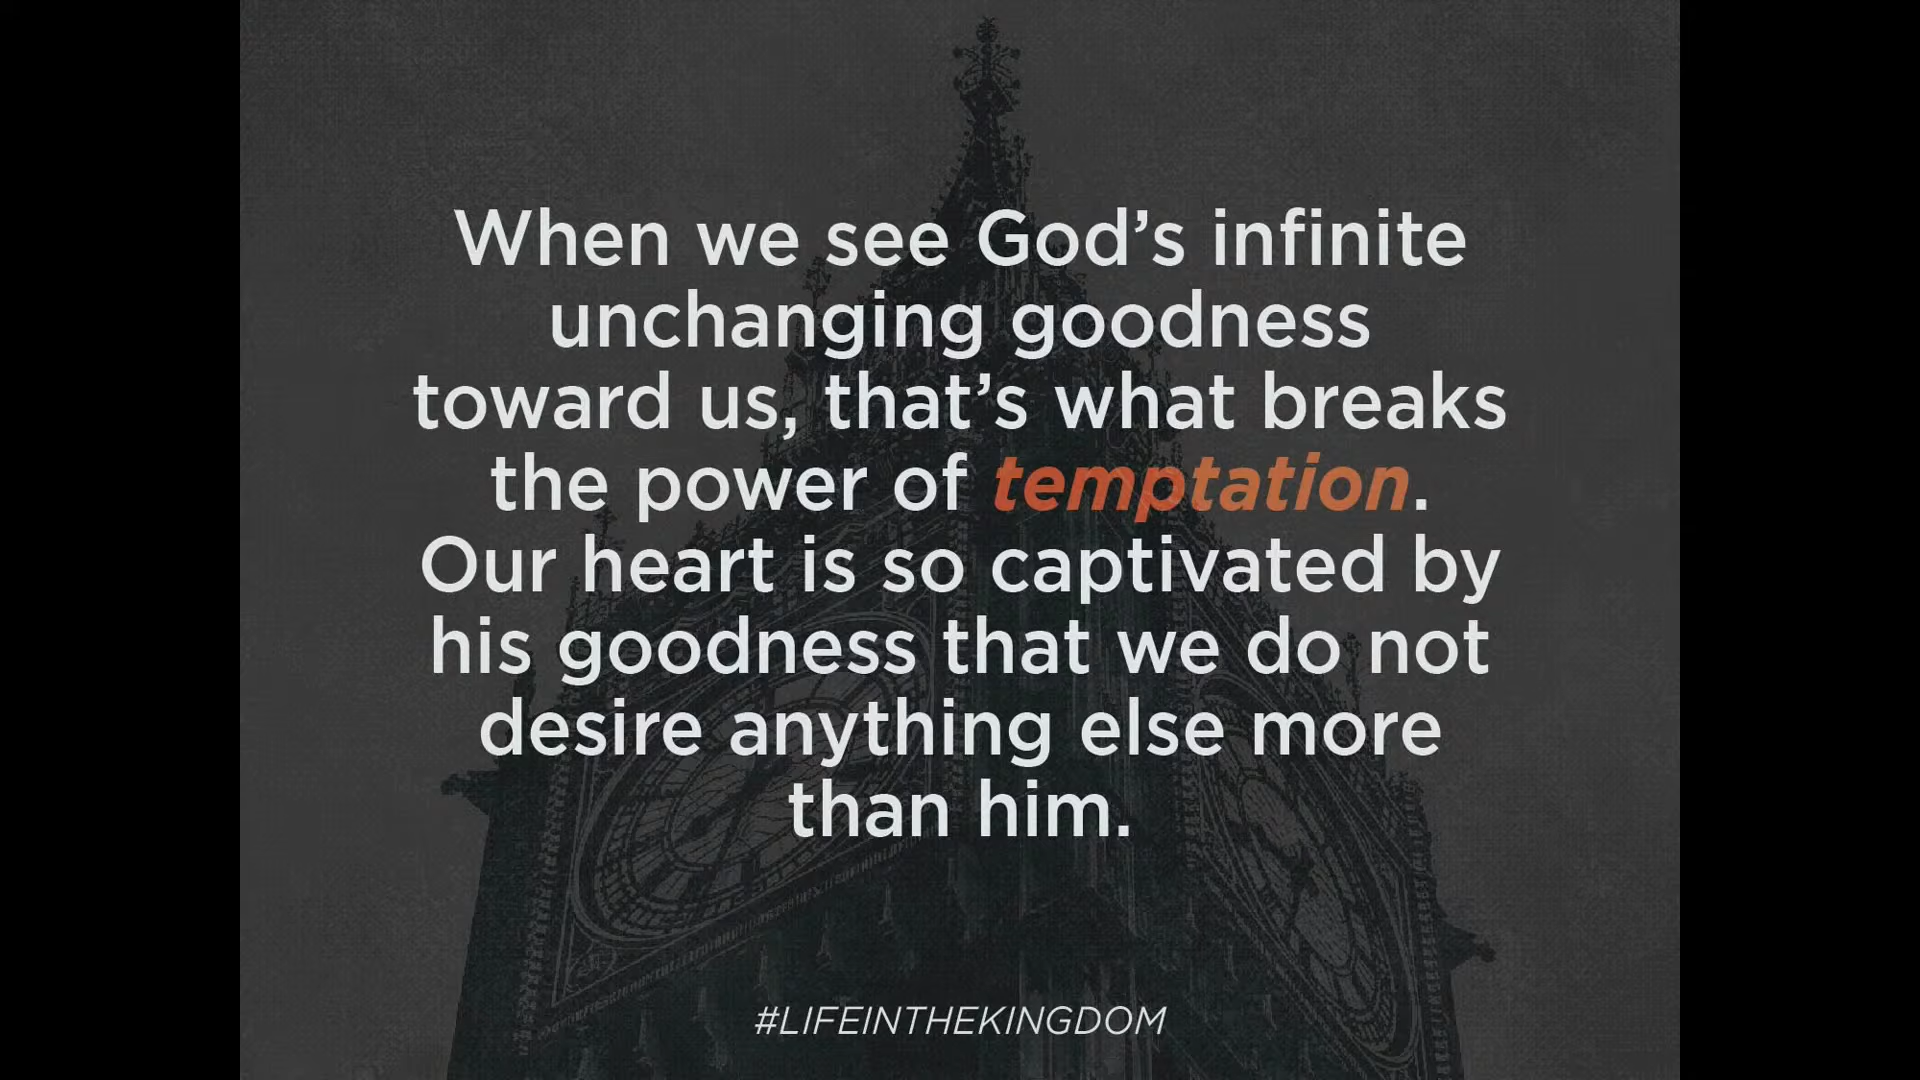 When we see God’s infinite
unchanging goodness
toward us, that’s what breaks
the power of temptation.
Our heart is so captivated by
his goodness that we do not
desire anything else more
than him.
#LIFEINTHEKINGDOM